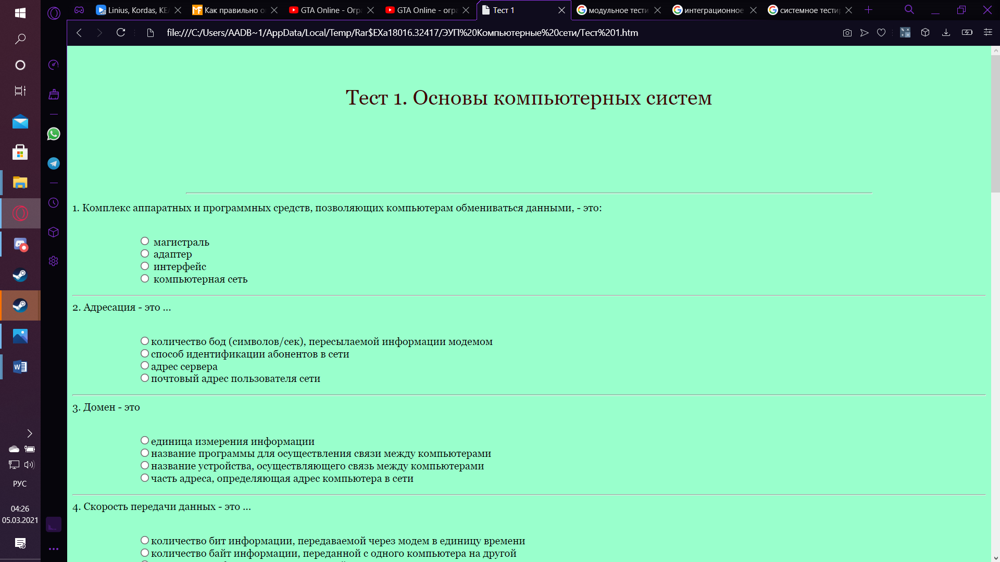 Linius, Kordas, KE
Как правильно о
GTA Online - Огр
GTA Online - огр
Тест 1
модульное тести
интеграционное
системное тести
file:///C:/Users/AADB~1/AppData/Local/Temp/Rar$EXa18016.32417/ЭУП%20Компьютерные%20сети/Тест%201.htm
Тест 1. Основы компьютерных систем
1. Комплекс аппаратных и программных средств, позволяющих компьютерам обмениваться данными, - это:
магистраль
адаптер
интерфейс
компьютерная сеть
2. Адресация - это ...
количество бод (символов/сек), пересылаемой информации модемом
способ идентификации абонентов в сети
адрес сервера
почтовый адрес пользователя сети
3. Домен - это
единица измерения информации
название программы для осуществления связи между компьютерами
название устройства, осуществляющего связь между компьютерами
часть адреса, определяющая адрес компьютера в сети
4. Скорость передачи данных - это ...
количество бит информации, передаваемой через модем в единицу времени
количество байт информации, переданной с одного компьютера на другой
РУС
04:26
05.03.2021